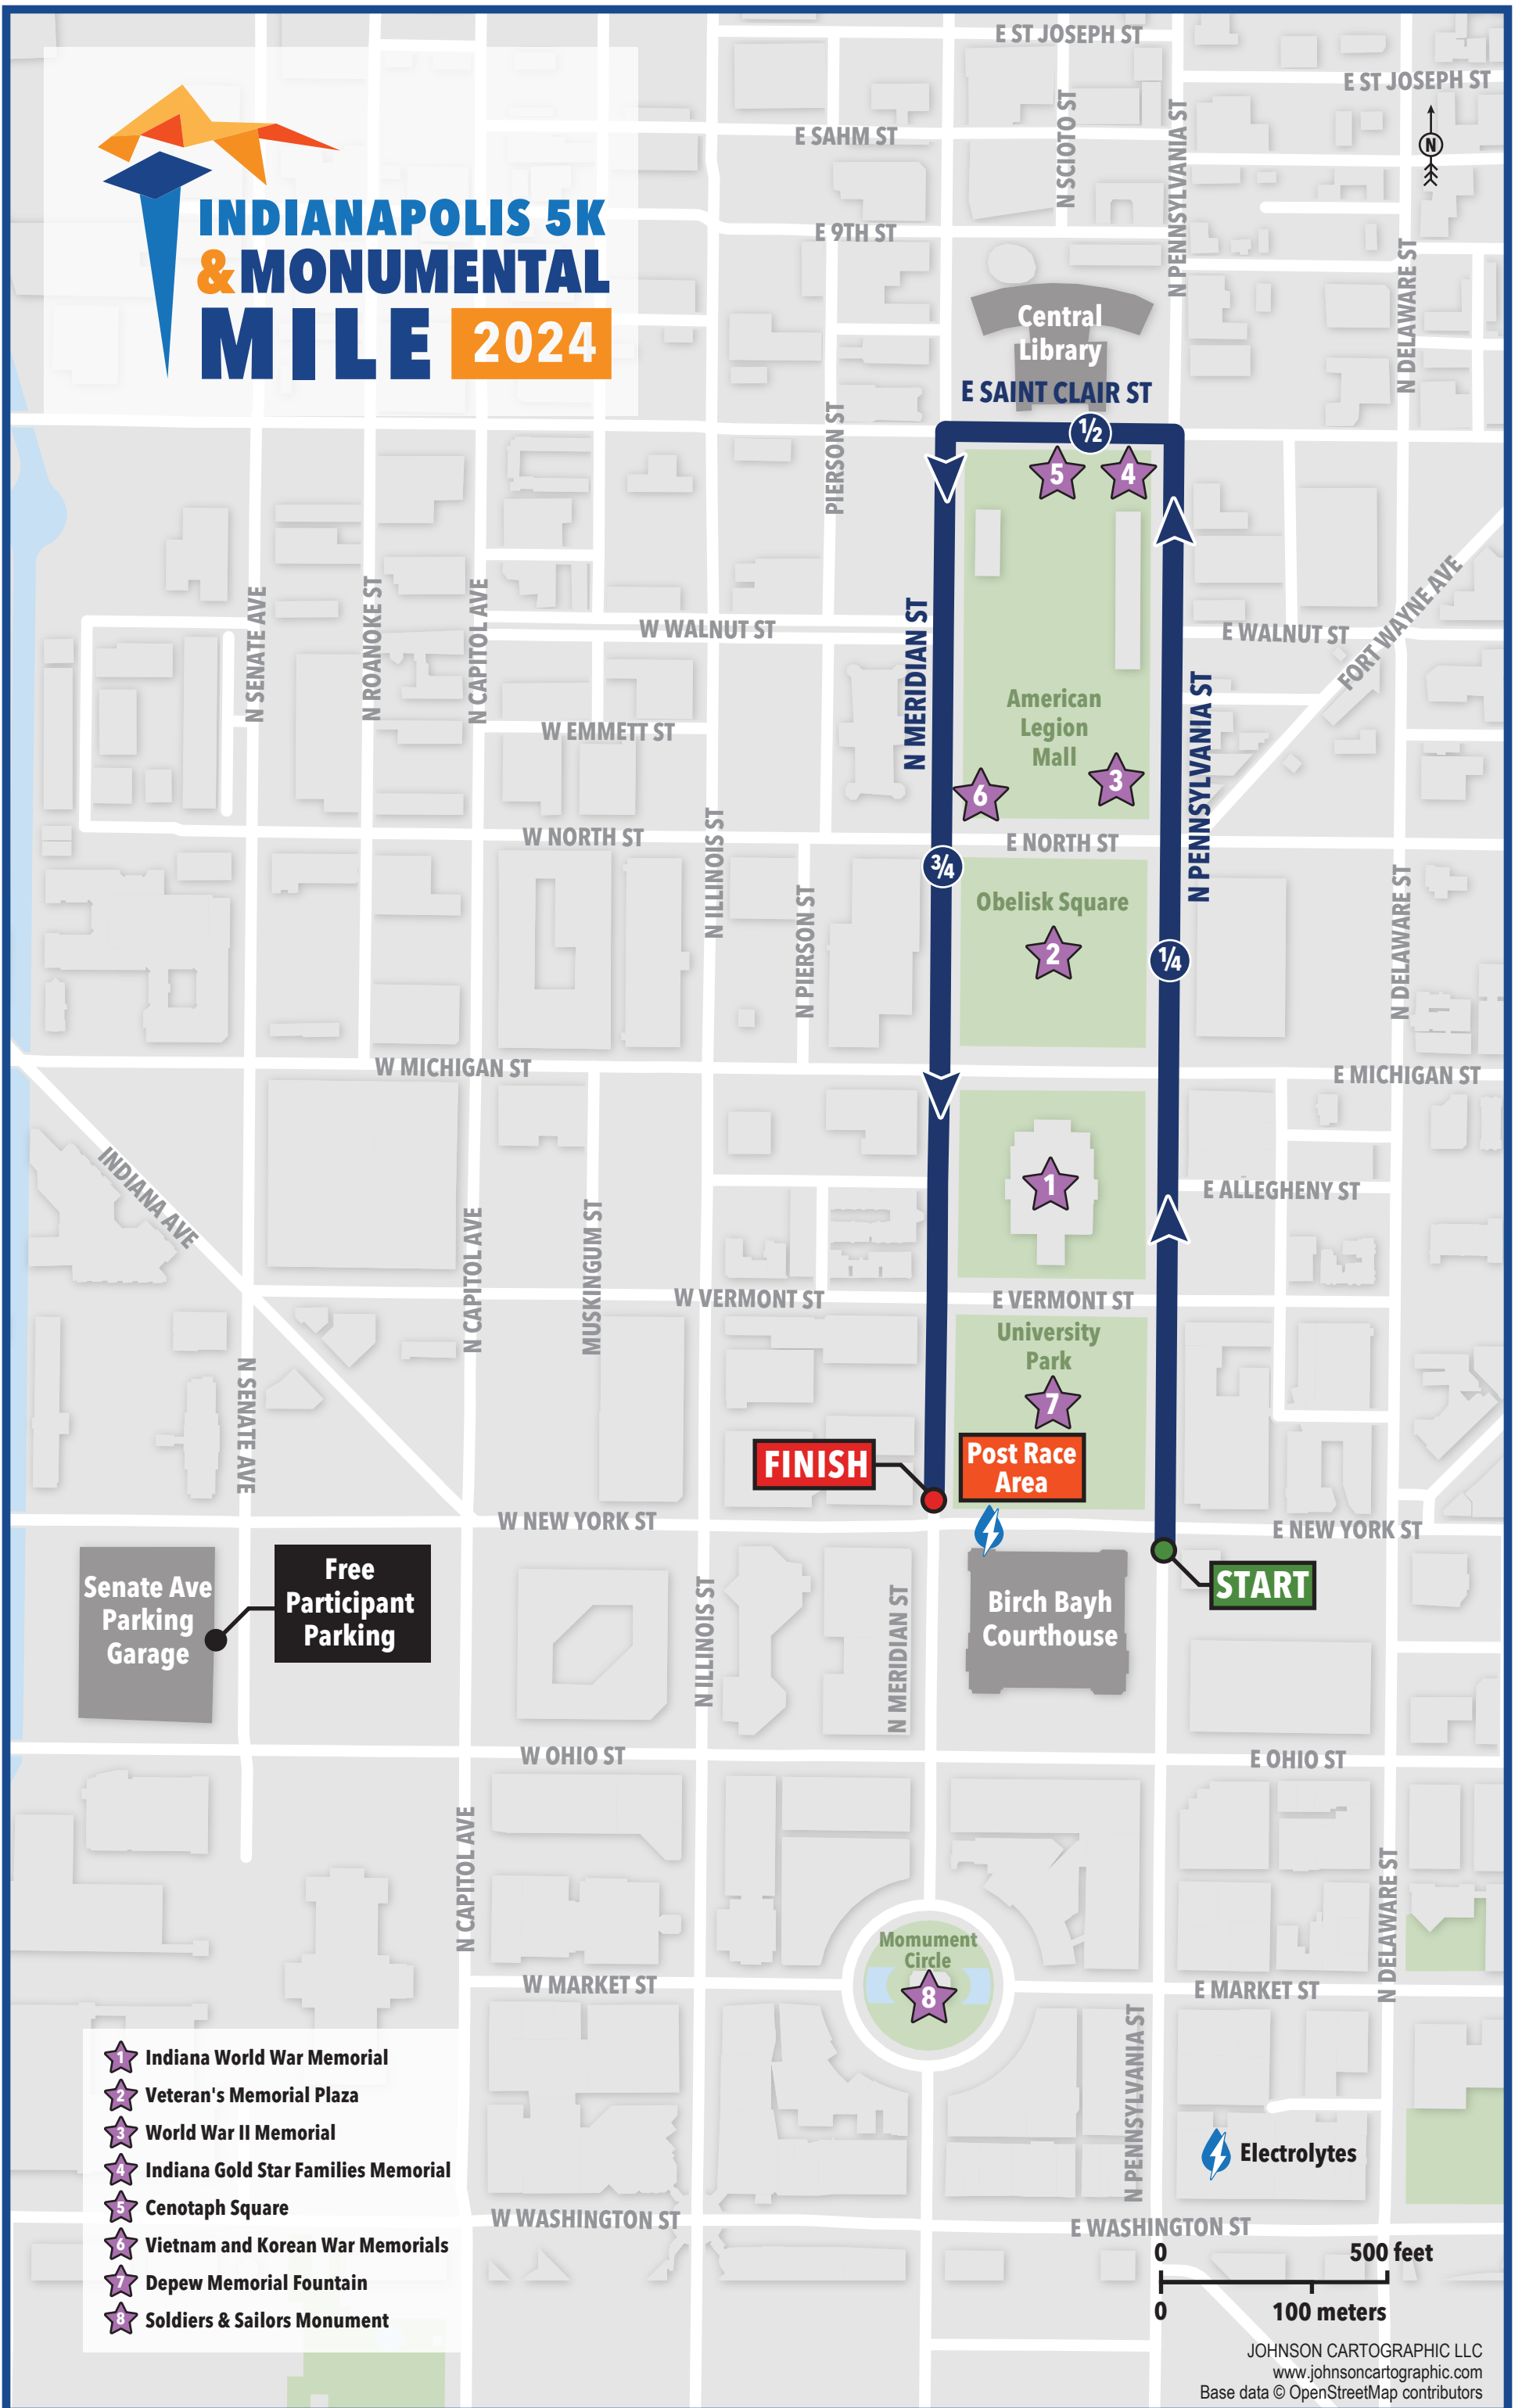 E ST JOSEPH ST
E ST JOSEPH ST
N SCIOTO ST
N PENNSYLVANIA ST
E SAHM ST
N
INDIANAPOLIS 5K
&MONUMENTAL
MILE 2024
E 9TH ST
N DELAWARE ST
Central
Library
E SAINT CLAIR ST
½
PIERSON ST
5
4
N SENATE AVE
N ROANOKE ST
N CAPITOL AVE
W WALNUT ST
N MERIDIAN ST
E WALNUT ST
FORT WAYNE AVE
American
Legion
Mall
N PENNSYLVANIA ST
W EMMETT ST
6
3
W NORTH ST
N ILLINOIS ST
E NORTH ST
¾
N PIERSON ST
Obelisk Square
2
¼
N DELAWARE ST
W MICHIGAN ST
E MICHIGAN ST
INDIANA AVE
1
E ALLEGHENY ST
N CAPITOL AVE
MUSKINGUM ST
W VERMONT ST
E VERMONT ST
University
Park
7
N SENATE AVE
FINISH
Post Race
Area
W NEW YORK ST
E NEW YORK ST
START
Senate Ave
Parking
Garage
Free
Participant
Parking
N ILLINOIS ST
N MERIDIAN ST
Birch Bayh
Courthouse
W OHIO ST
E OHIO ST
N CAPITOL AVE
N DELAWARE ST
Momument
Circle
8
W MARKET ST
E MARKET ST
N PENNSYLVANIA ST
1 Indiana World War Memorial
2 Veteran's Memorial Plaza
3 World War II Memorial
4 Indiana Gold Star Families Memorial
5 Cenotaph Square
6 Vietnam and Korean War Memorials
7 Depew Memorial Fountain
8 Soldiers & Sailors Monument
Electrolytes
W WASHINGTON ST
E WASHINGTON ST
0 500 feet
0 100 meters
JOHNSON CARTOGRAPHIC LLC
www.johnsoncartographic.com
Base data © OpenStreetMap contributors